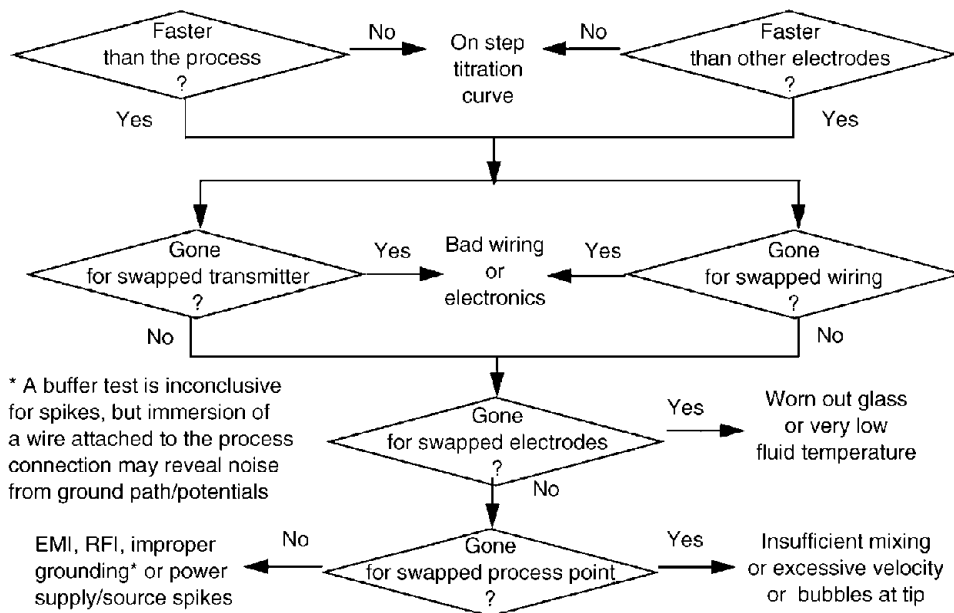 Faster
than the process
?
No
On step
titration
curve
No
Faster
than other electrodes
?
Yes
Yes
Gone
for swapped transmitter
?
Yes
Bad wiring
or
electronics
Yes
Gone
for swapped wiring
?
No
No
* A buffer test is inconclusive
for spikes, but immersion of
a wire attached to the process
connection may reveal noise
from ground path/potentials
Gone
for swapped electrodes
?
Yes
Worn out glass
or very low
fluid temperature
No
EMI, RFI, improper
grounding* or power
supply/source spikes
No
Gone
for swapped process point
?
Yes
Insufficient mixing
or excessive velocity
or bubbles at tip